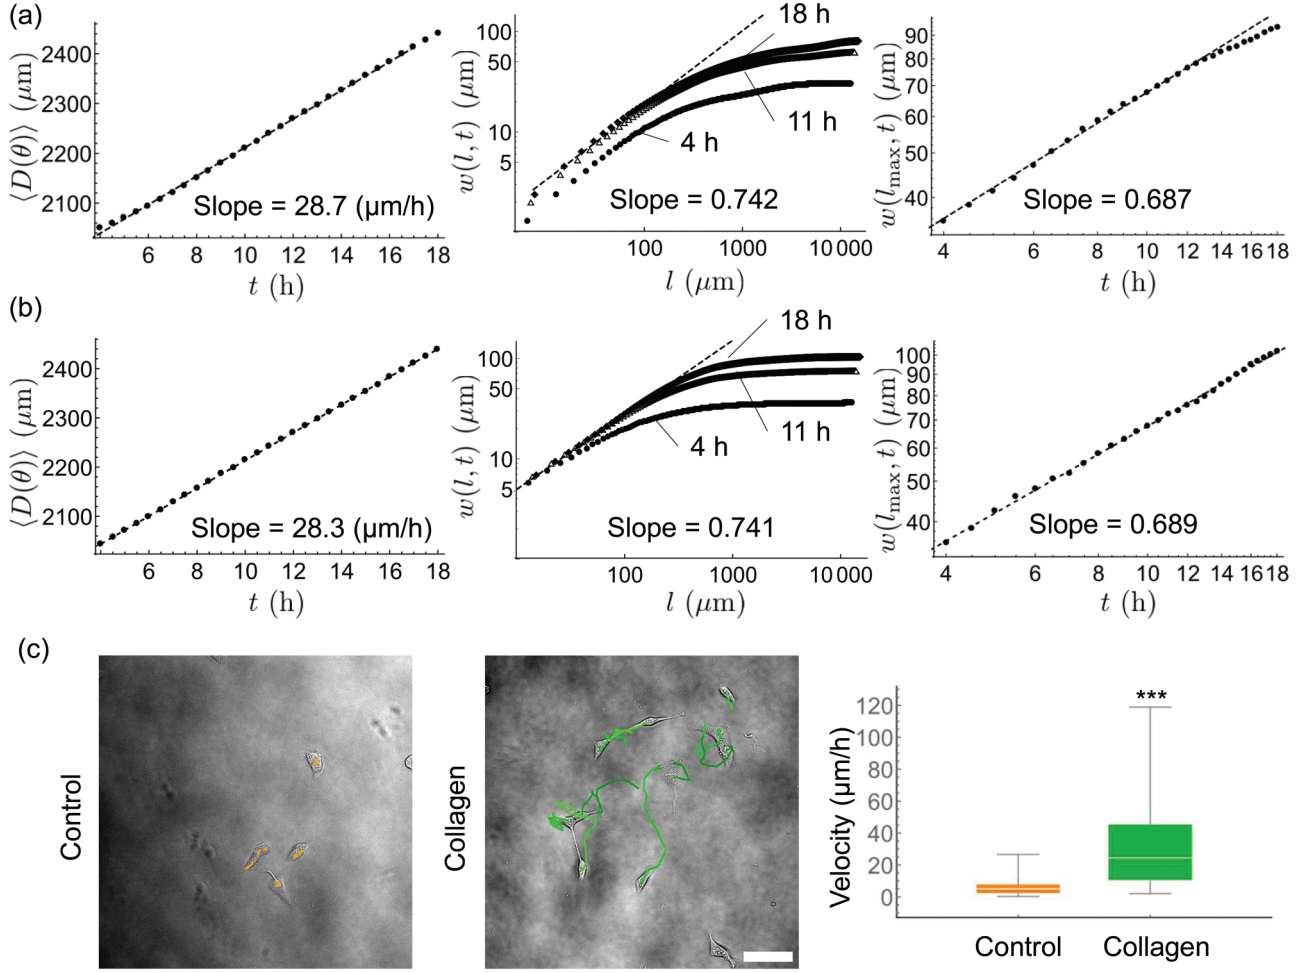 (a)
⟨D(θ)⟩ (μm)
2400
2300
2200
2100
6 8 10 12 14 16 18
t (h)
Slope = 28.7 (μm/h)
w(l, t) (μm)
100
50
10
5
100 1000 10 000
l (μm)
18 h
11 h
4 h
Slope = 0.742
w(lmax, t) (μm)
90
80
70
60
50
40
4 6 8 10 12 14 16 18
t (h)
Slope = 0.687
(b)
⟨D(θ)⟩ (μm)
2400
2300
2200
2100
6 8 10 12 14 16 18
t (h)
Slope = 28.3 (μm/h)
w(l, t) (μm)
100
50
10
5
100 1000 10 000
l (μm)
18 h
11 h
4 h
Slope = 0.741
w(lmax, t) (μm)
100
90
80
70
60
50
40
4 6 8 10 12 14 16 18
t (h)
Slope = 0.689
(c)
Control
Collagen
Velocity (μm/h)
120
100
80
60
40
20
0
***
Control Collagen